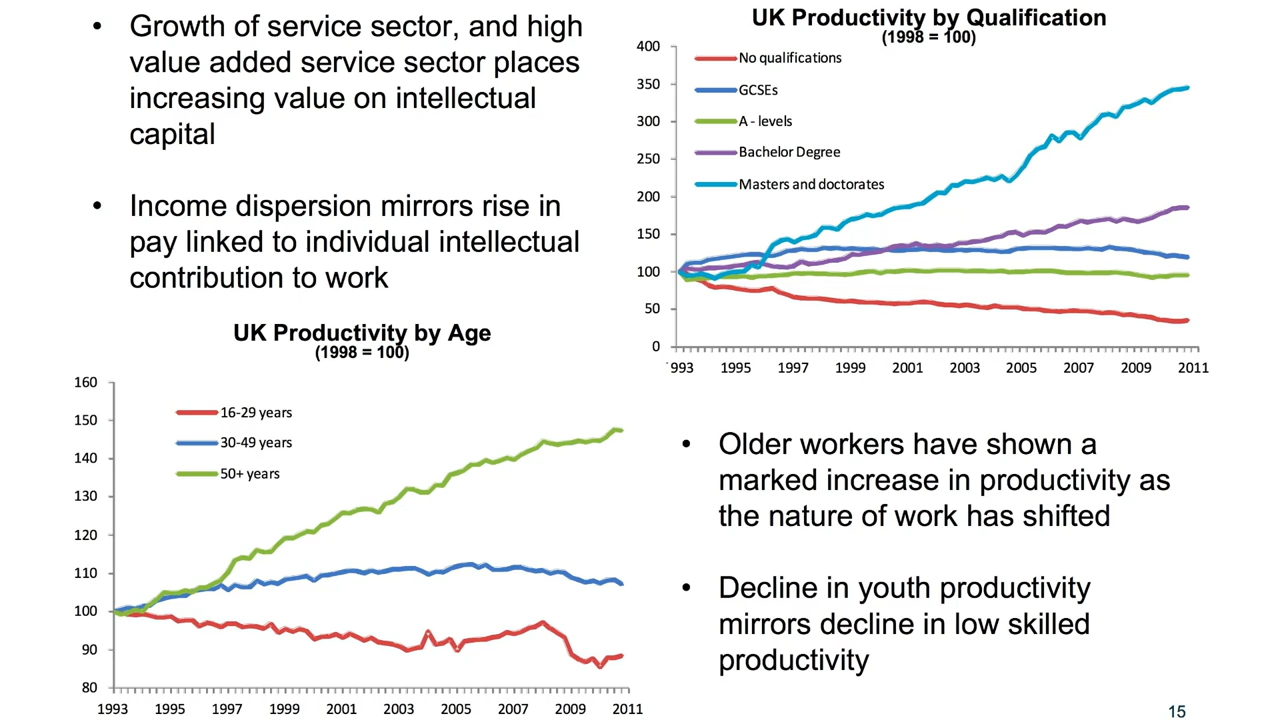 • Growth of service sector, and high
value added service sector places
increasing value on intellectual
capital
• Income dispersion mirrors rise in
pay linked to individual intellectual
contribution to work
UK Productivity by Qualification
(1998 = 100)
400
350
300
250
200
150
100
50
0
No qualifications
GCSEs
A - levels
Bachelor Degree
Masters and doctorates
993 1995 1997 1999 2001 2003 2005 2007 2009 2011
UK Productivity by Age
(1998 = 100)
160
150
140
130
120
110
100
90
80
16-29 years
30-49 years
50+ years
1993 1995 1997 1999 2001 2003 2005 2007 2009 2011
• Older workers have shown a
marked increase in productivity as
the nature of work has shifted
• Decline in youth productivity
mirrors decline in low skilled
productivity
15